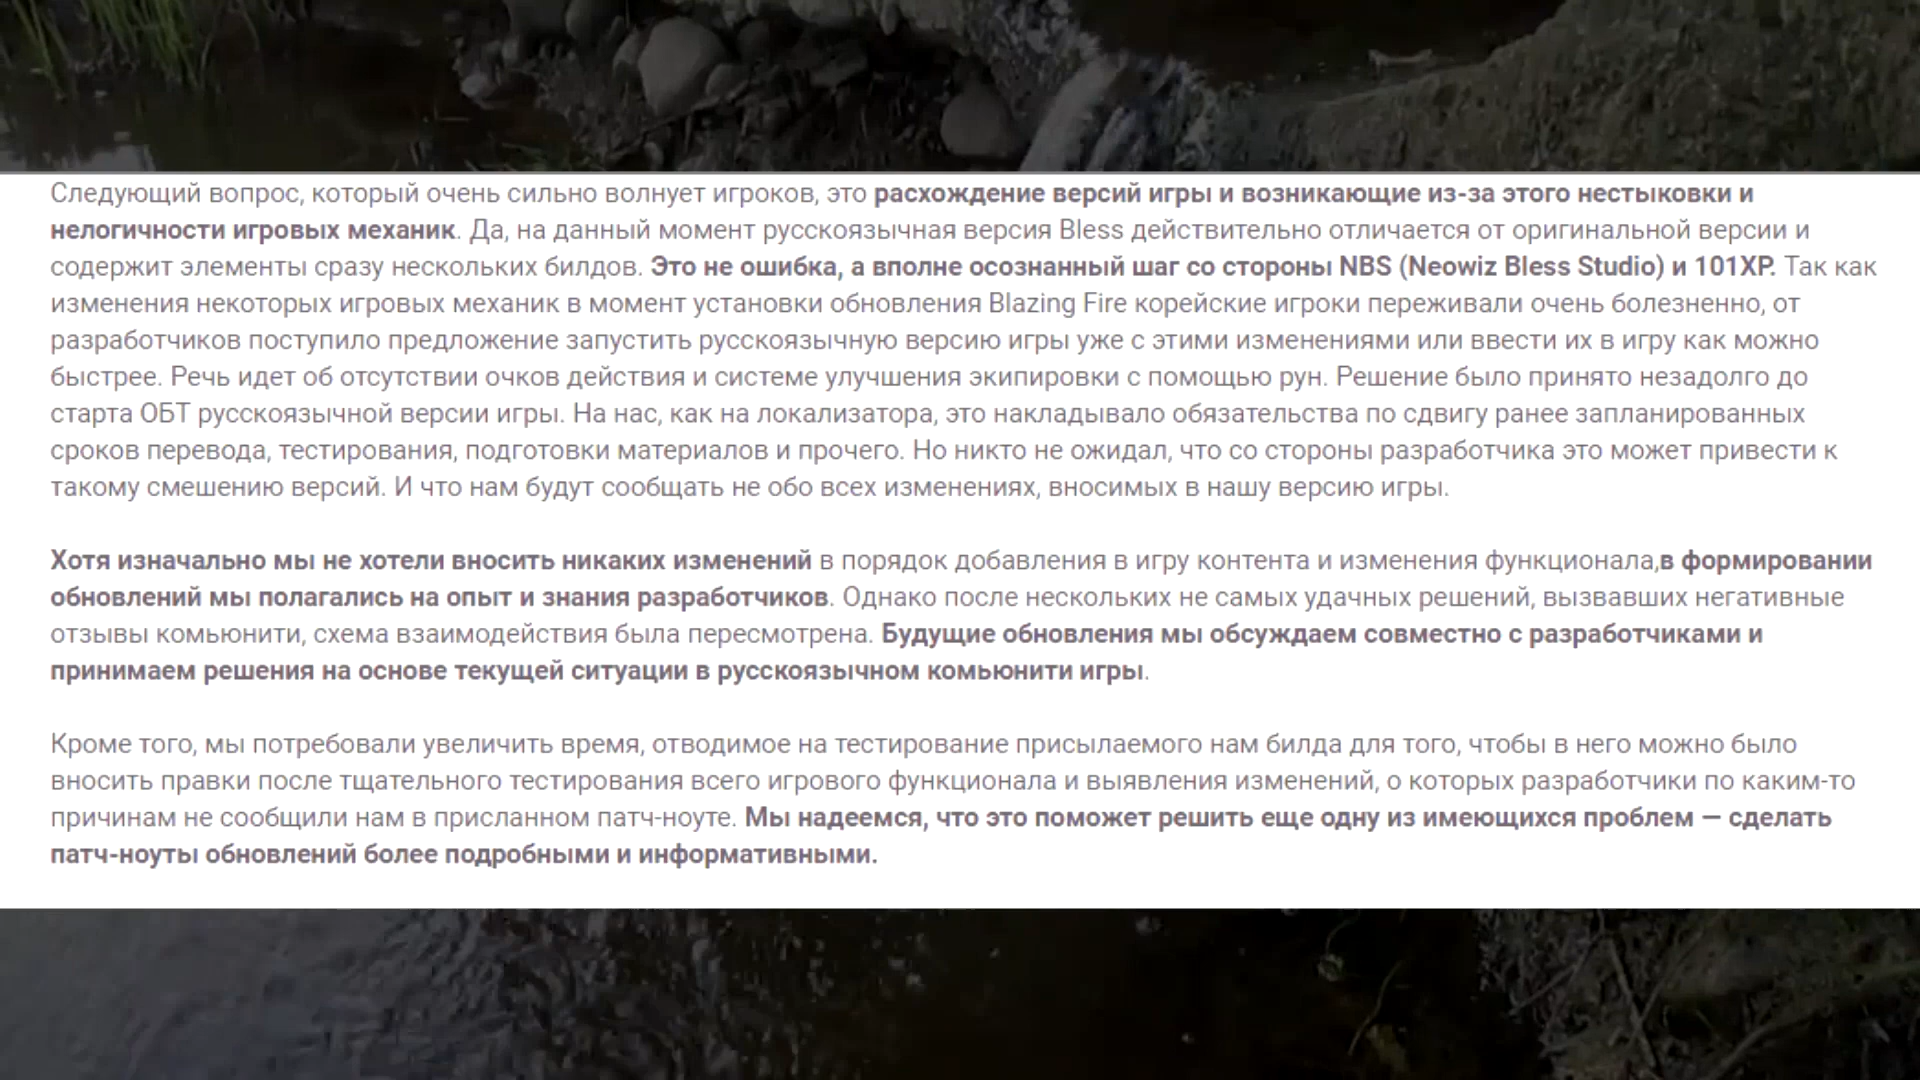 Следующий вопрос, который очень сильно волнует игроков, это расхождение версий игры и возникающие из-за этого нестыковки и
нелогичности игровых механик. Да, на данный момент русскоязычная версия Bless действительно отличается от оригинальной версии и
содержит элементы сразу нескольких билдов. Это не ошибка, а вполне осознанный шаг со стороны NBS (Neowiz Bless Studio) и 101XP. Так как
изменения некоторых игровых механик в момент установки обновления Blazing Fire корейские игроки переживали очень болезненно, от
разработчиков поступило предложение запустить русскоязычную версию игры уже с этими изменениями или ввести их в игру как можно
быстрее. Речь идет об отсутствии очков действия и системе улучшения экипировки с помощью рун. Решение было принято незадолго до
старта ОБТ русскоязычной версии игры. На нас, как на локализатора, это накладывало обязательства по сдвигу ранее запланированных
сроков перевода, тестирования, подготовки материалов и прочего. Но никто не ожидал, что со стороны разработчика это может привести к
такому смешению версий. И что нам будут сообщать не обо всех изменениях, вносимых в нашу версию игры.
Хотя изначально мы не хотели вносить никаких изменений в порядок добавления в игру контента и изменения функционала,в формировании
обновлений мы полагались на опыт и знания разработчиков. Однако после нескольких не самых удачных решений, вызвавших негативные
отзывы комьюнити, схема взаимодействия была пересмотрена. Будущие обновления мы обсуждаем совместно с разработчиками и
принимаем решения на основе текущей ситуации в русскоязычном комьюнити игры.
Кроме того, мы потребовали увеличить время, отводимое на тестирование присылаемого нам билда для того, чтобы в него можно было
вносить правки после тщательного тестирования всего игрового функционала и выявления изменений, о которых разработчики по каким-то
причинам не сообщили нам в присланном патч-ноуте. Мы надеемся, что это поможет решить еще одну из имеющихся проблем — сделать
патч-ноуты обновлений более подробными и информативными.